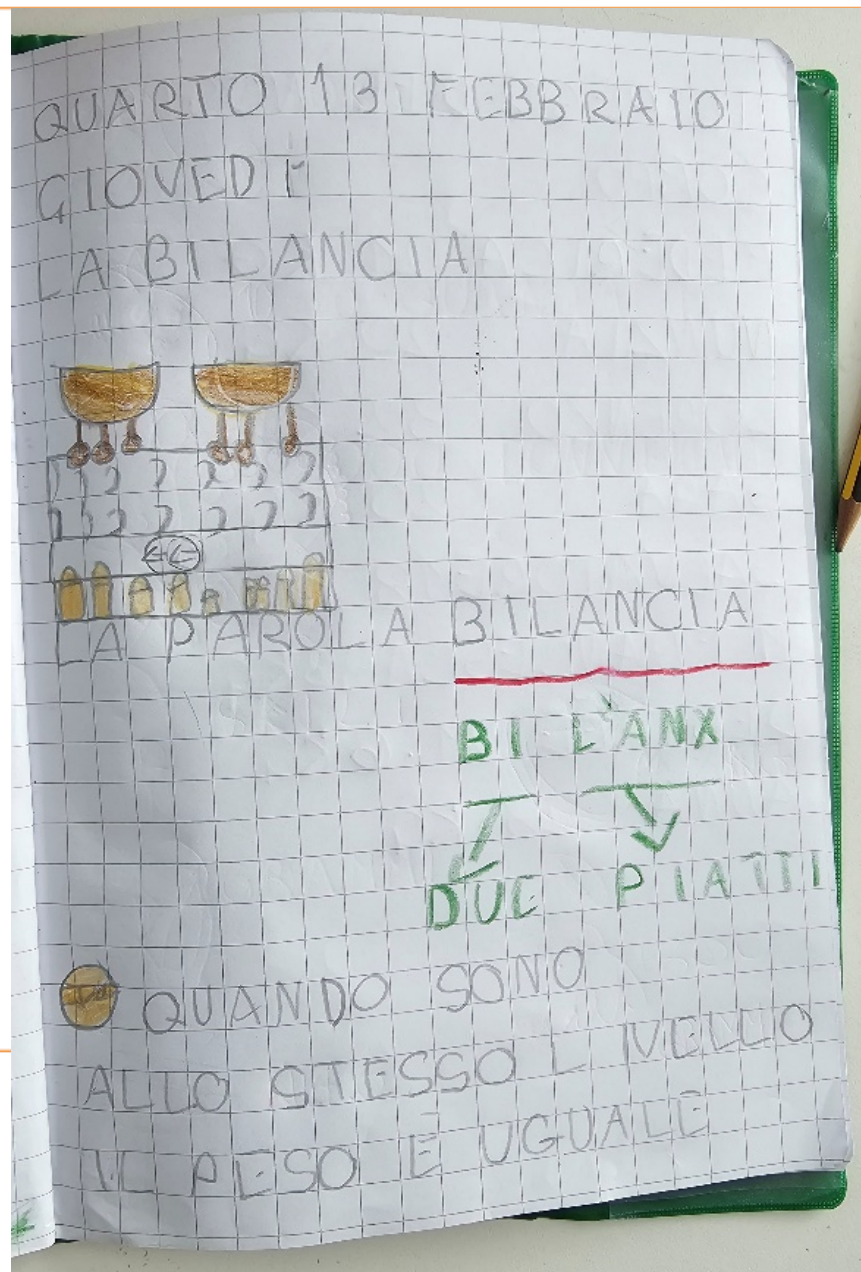 QUARTO 13 FEBBRAIO
GIOVEDÌ
LA BILANCIA
LA PAROLA BILANCIA
BI L'ANX
DUE PIATTI
QUANDO SONO
ALLO STESSO LIVELLO
IL PESO È UGUALE